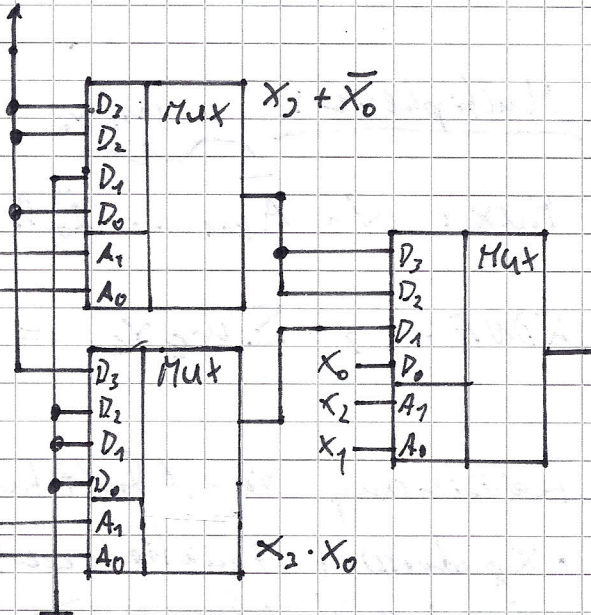 D₃ MUX X₃ + X̄₀
D₂
D₁
D₀
A₁
A₀
D₃ MUX
D₂
D₁
D₀
A₁
A₀
X₃ · X₀
D₃ MUX
D₂
D₁
X₀ D₀
X₂ A₁
X₁ A₀